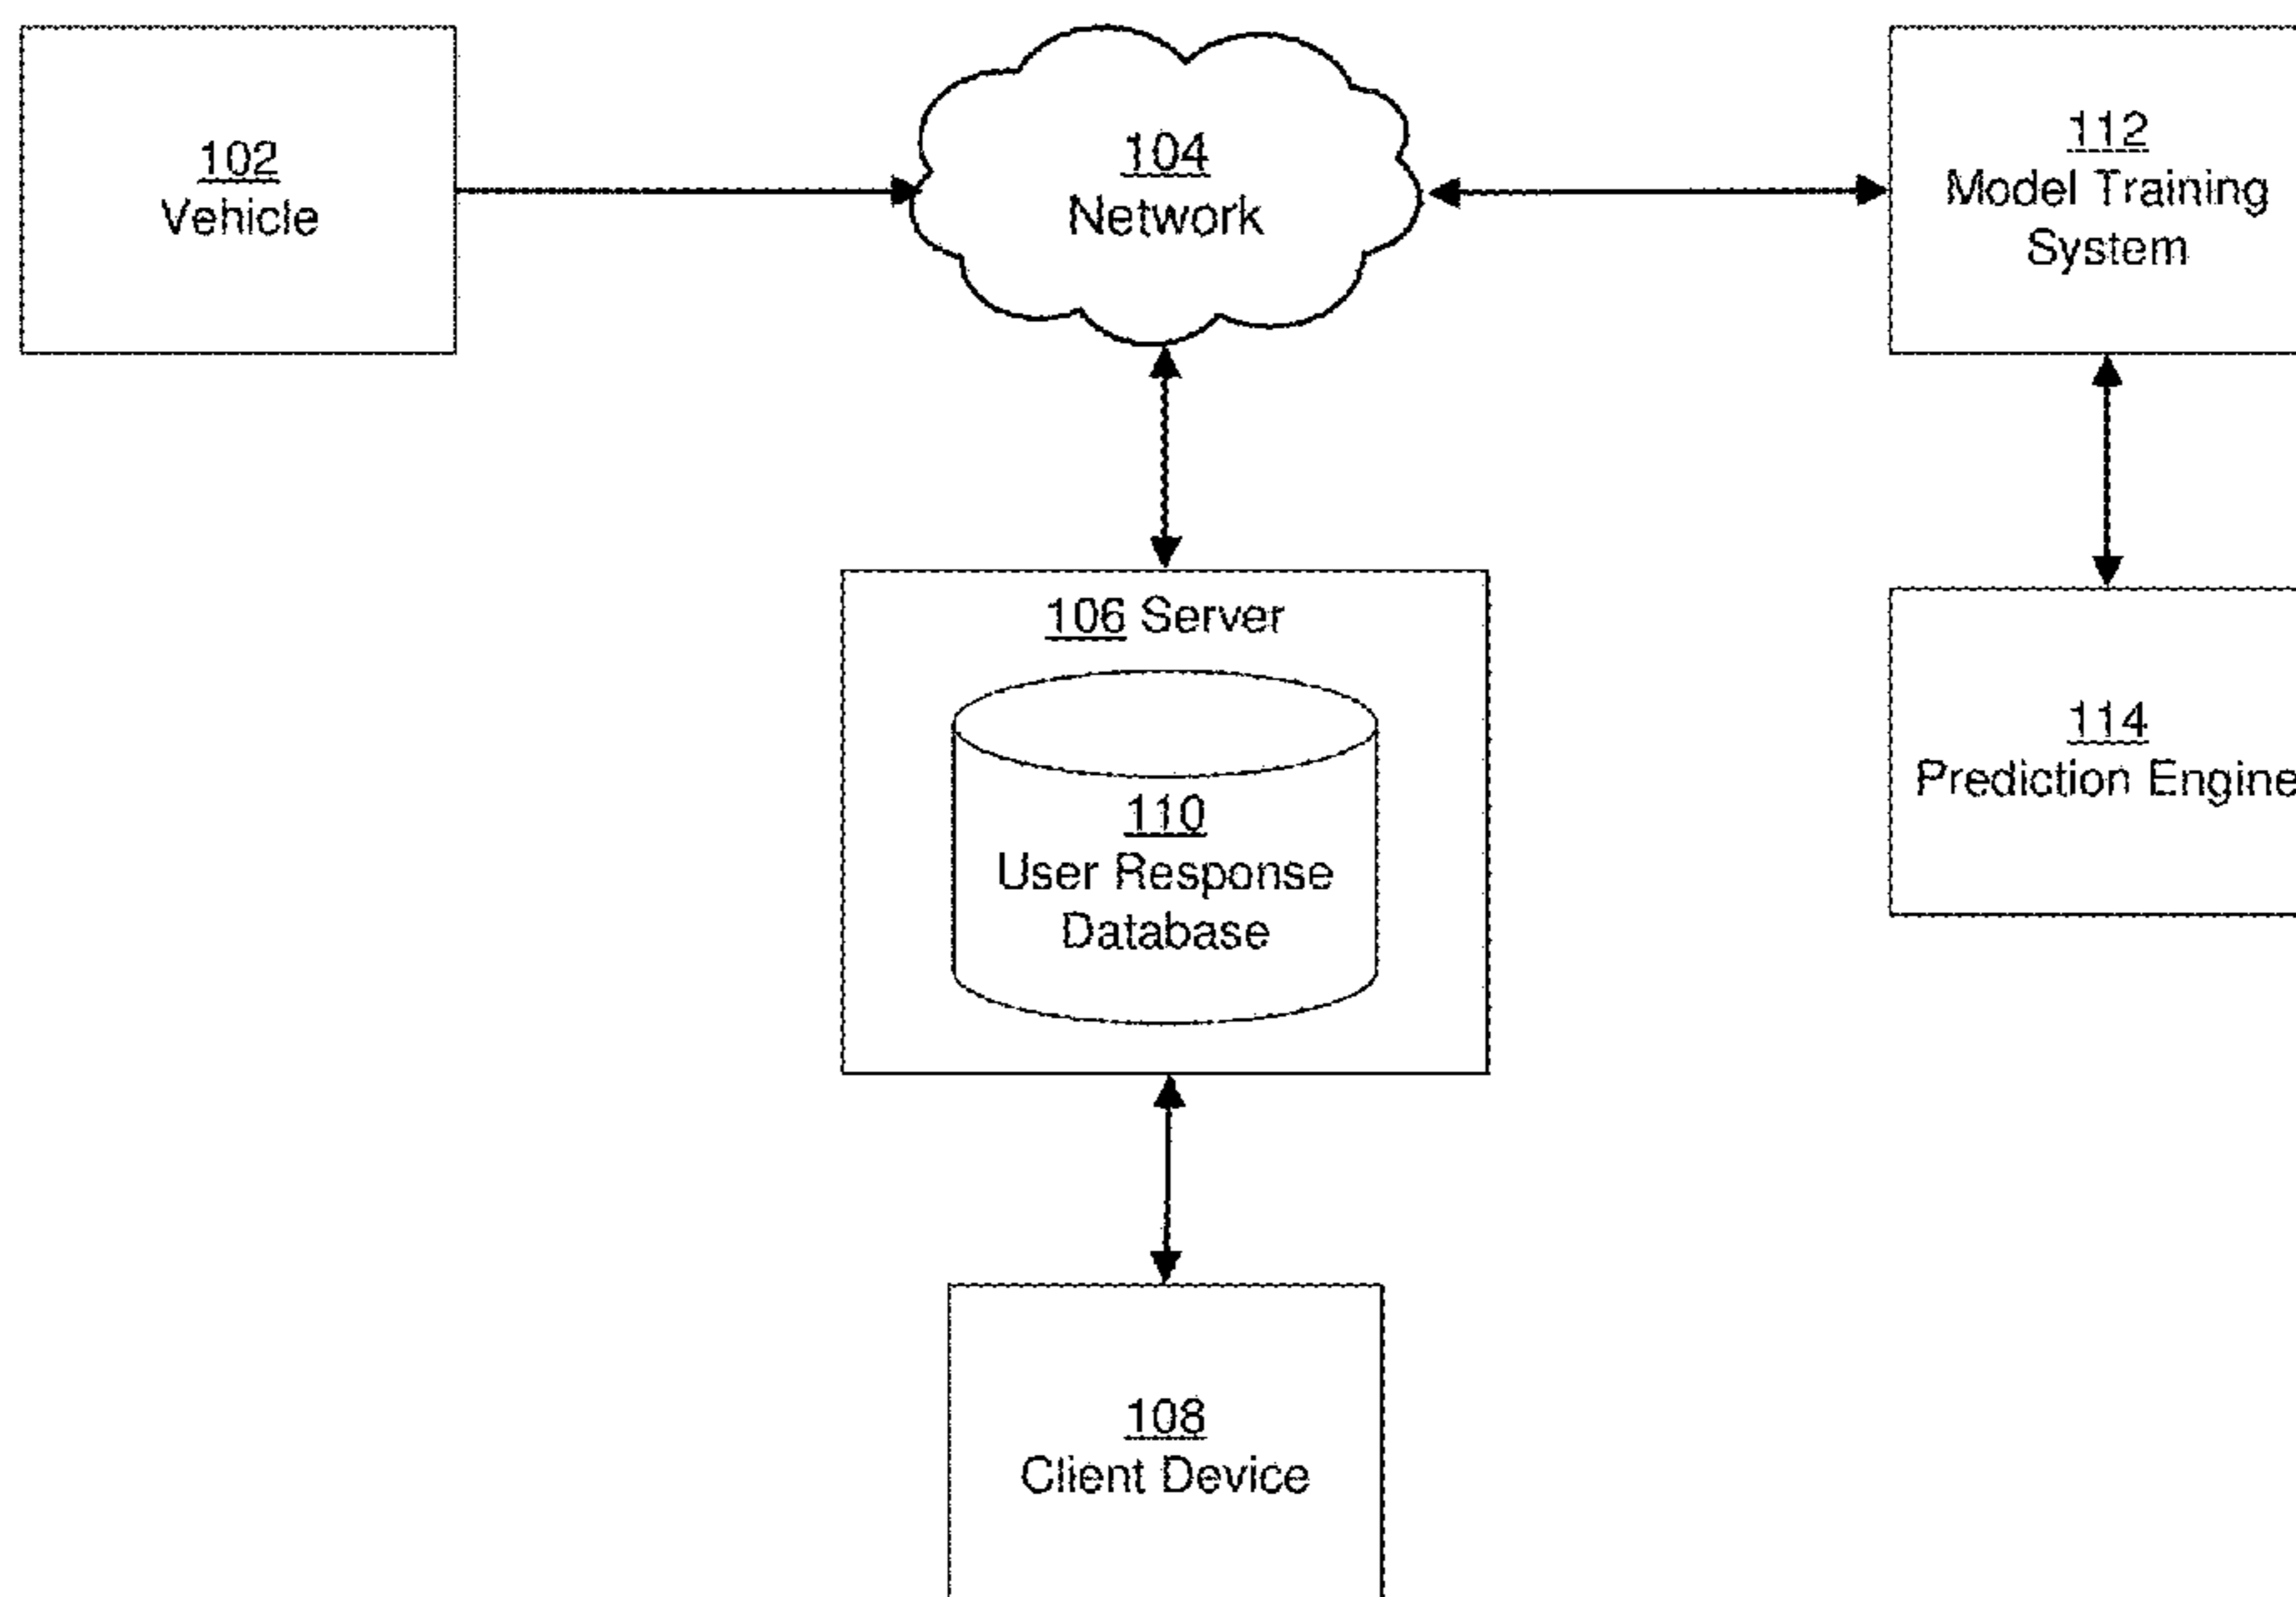 102
Vehicle
104
Network
112
Model Training
System
106 Server
110
User Response
Database
114
Prediction Engine
108
Client Device